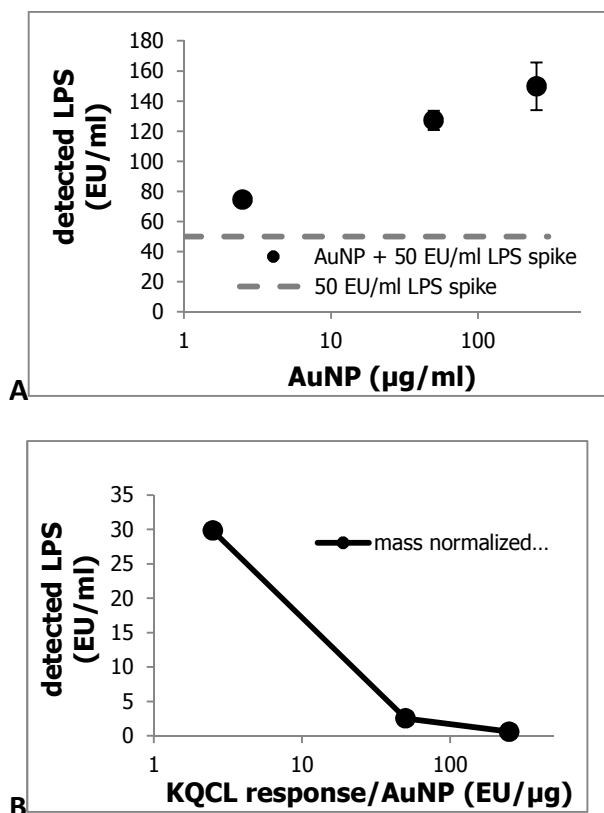 detected LPS
(EU/ml)
180
160
140
120
100
80
60
40
20
0
AuNP + 50 EU/ml LPS spike
50 EU/ml LPS spike
1
10
100
AuNP (µg/ml)
A
detected LPS
(EU/ml)
35
30
25
20
15
10
5
0
mass normalized...
1
10
100
KQCL response/AuNP (EU/µg)
B